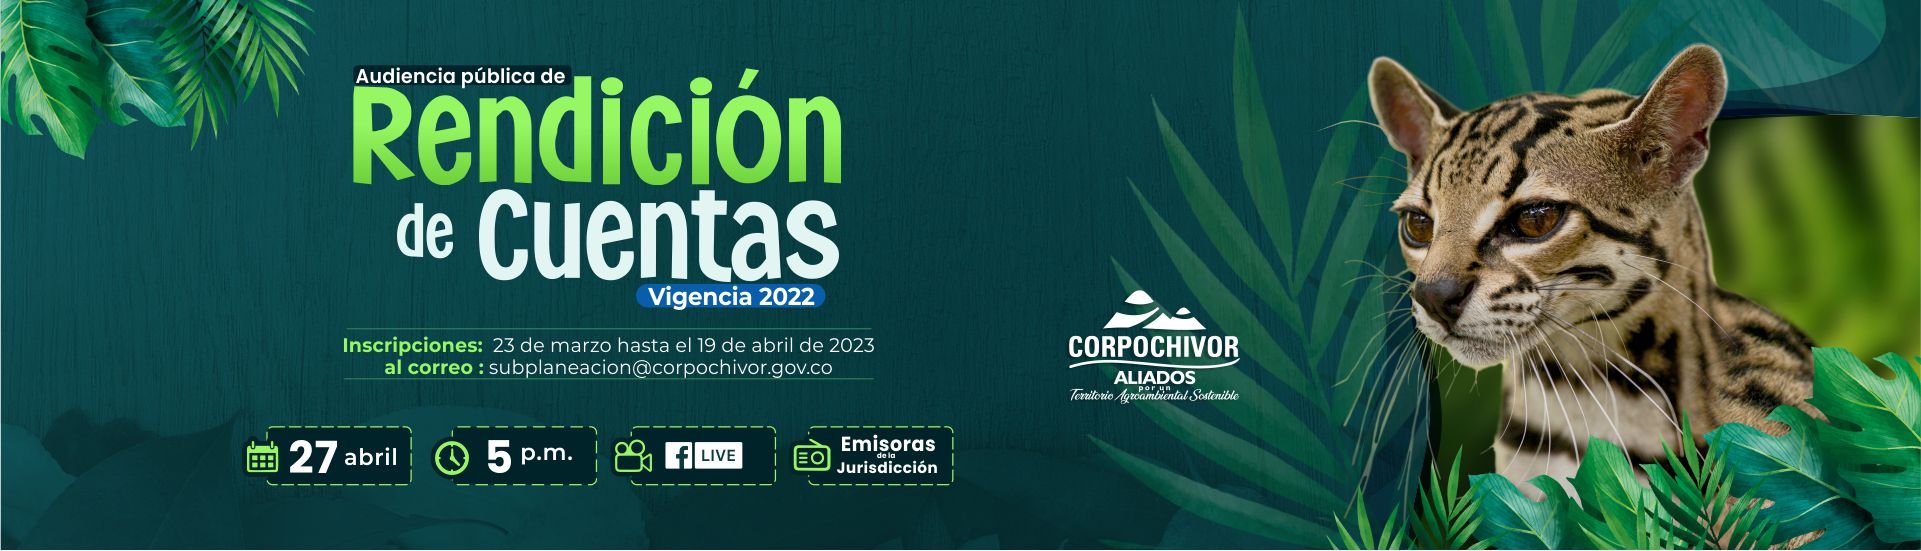 Audiencia pública de
Rendición
de Cuentas
Vigencia 2022
Inscripciones: 23 de marzo hasta el 19 de abril de 2023
al correo : subplaneacion@corpochivor.gov.co
27 abril
5 p.m.
f LIVE
Emisoras
de la
Jurisdicción
CORPOCHIVOR
ALIADOS
por un
Territorio Agroambiental Sostenible